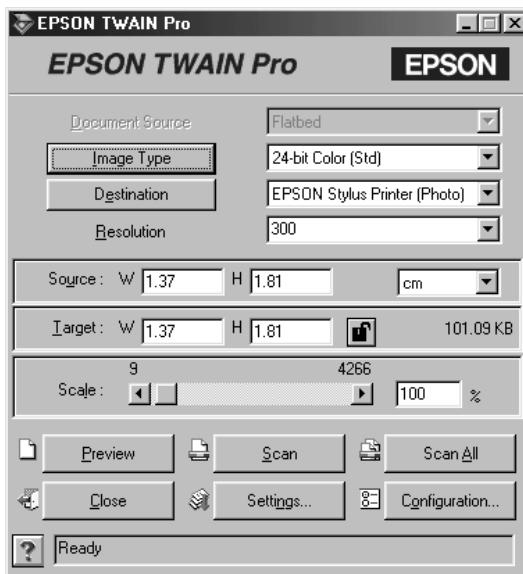 EPSON TWAIN Pro
EPSON TWAIN Pro EPSON
Document Source Flatbed
Image Type 24-bit Color (Std)
Destination EPSON Stylus Printer (Photo)
Resolution 300
Source : W 1.37 H 1.81 cm
Target : W 1.37 H 1.81 101.09 KB
9 4266
Scale : 100 %
Preview Scan Scan All
Close Settings... Configuration...
? Ready